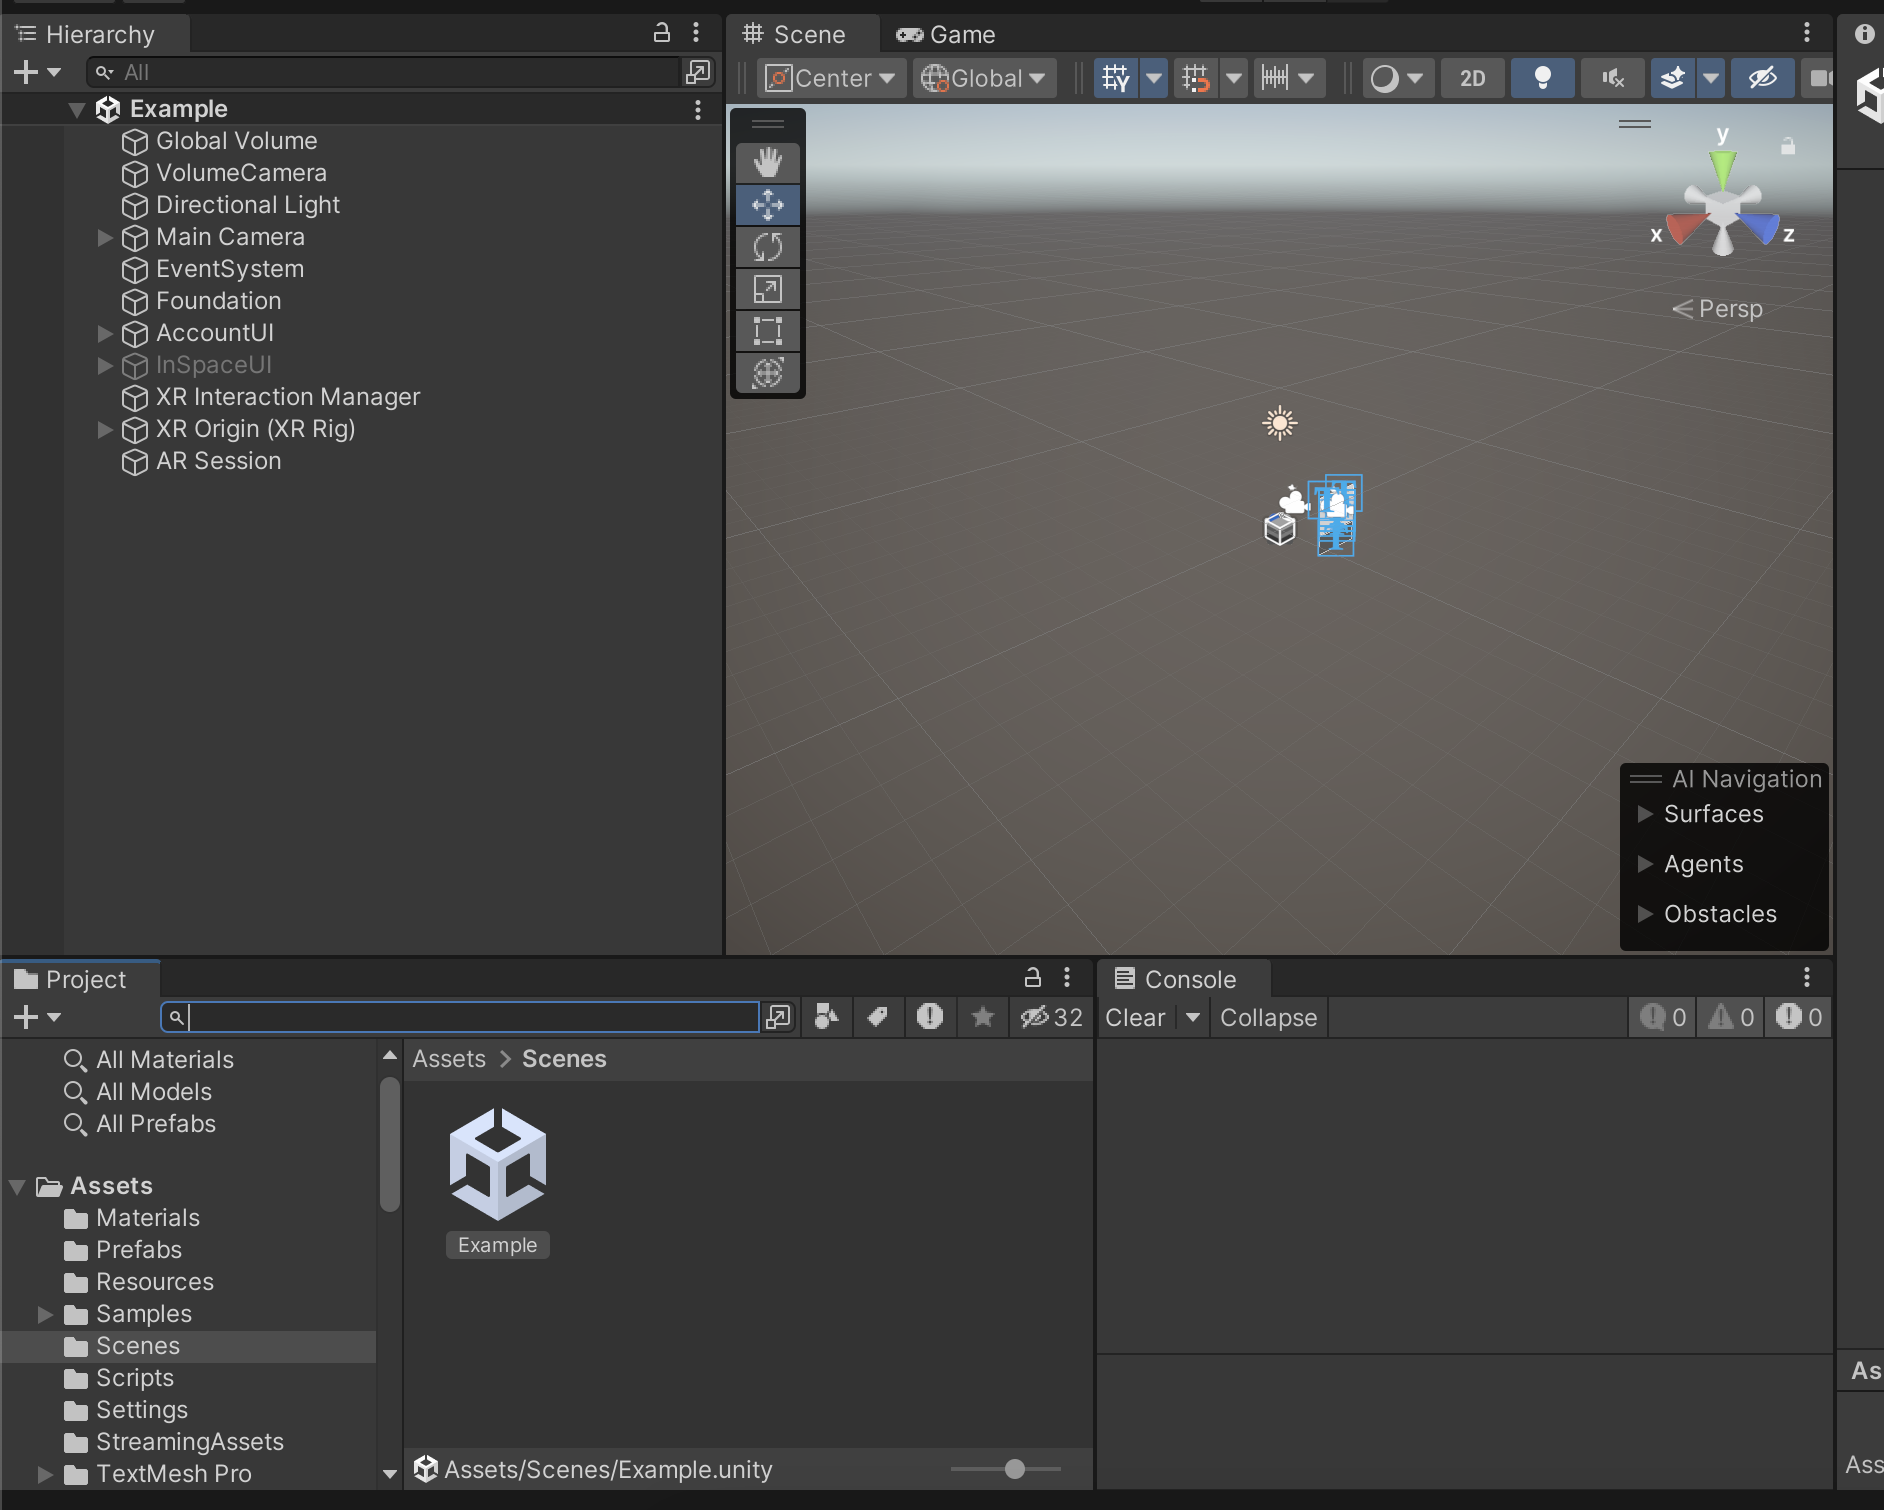 Hierarchy
All
Example
Global Volume
VolumeCamera
Directional Light
Main Camera
EventSystem
Foundation
AccountUI
InSpaceUI
XR Interaction Manager
XR Origin (XR Rig)
AR Session
Scene
Game
Center
Global
2D
y
x
z
Persp
AI Navigation
Surfaces
Agents
Obstacles
Project
32
All Materials
All Models
All Prefabs
Assets
Materials
Prefabs
Resources
Samples
Scenes
Scripts
Settings
StreamingAssets
TextMesh Pro
Assets > Scenes
Example
Assets/Scenes/Example.unity
Console
Clear
Collapse
0
0
0
As
Ass